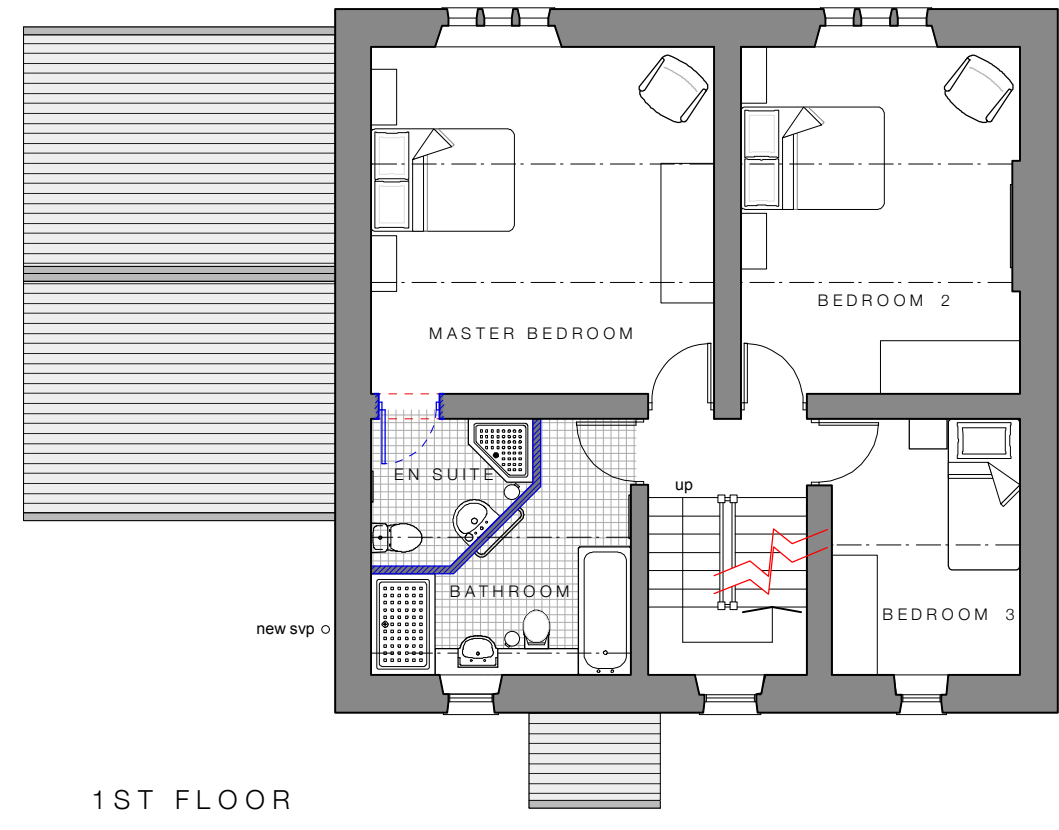 BEDROOM 2
MASTER BEDROOM
EN SUITE
up
BATHROOM
BEDROOM 3
new svp
1ST FLOOR